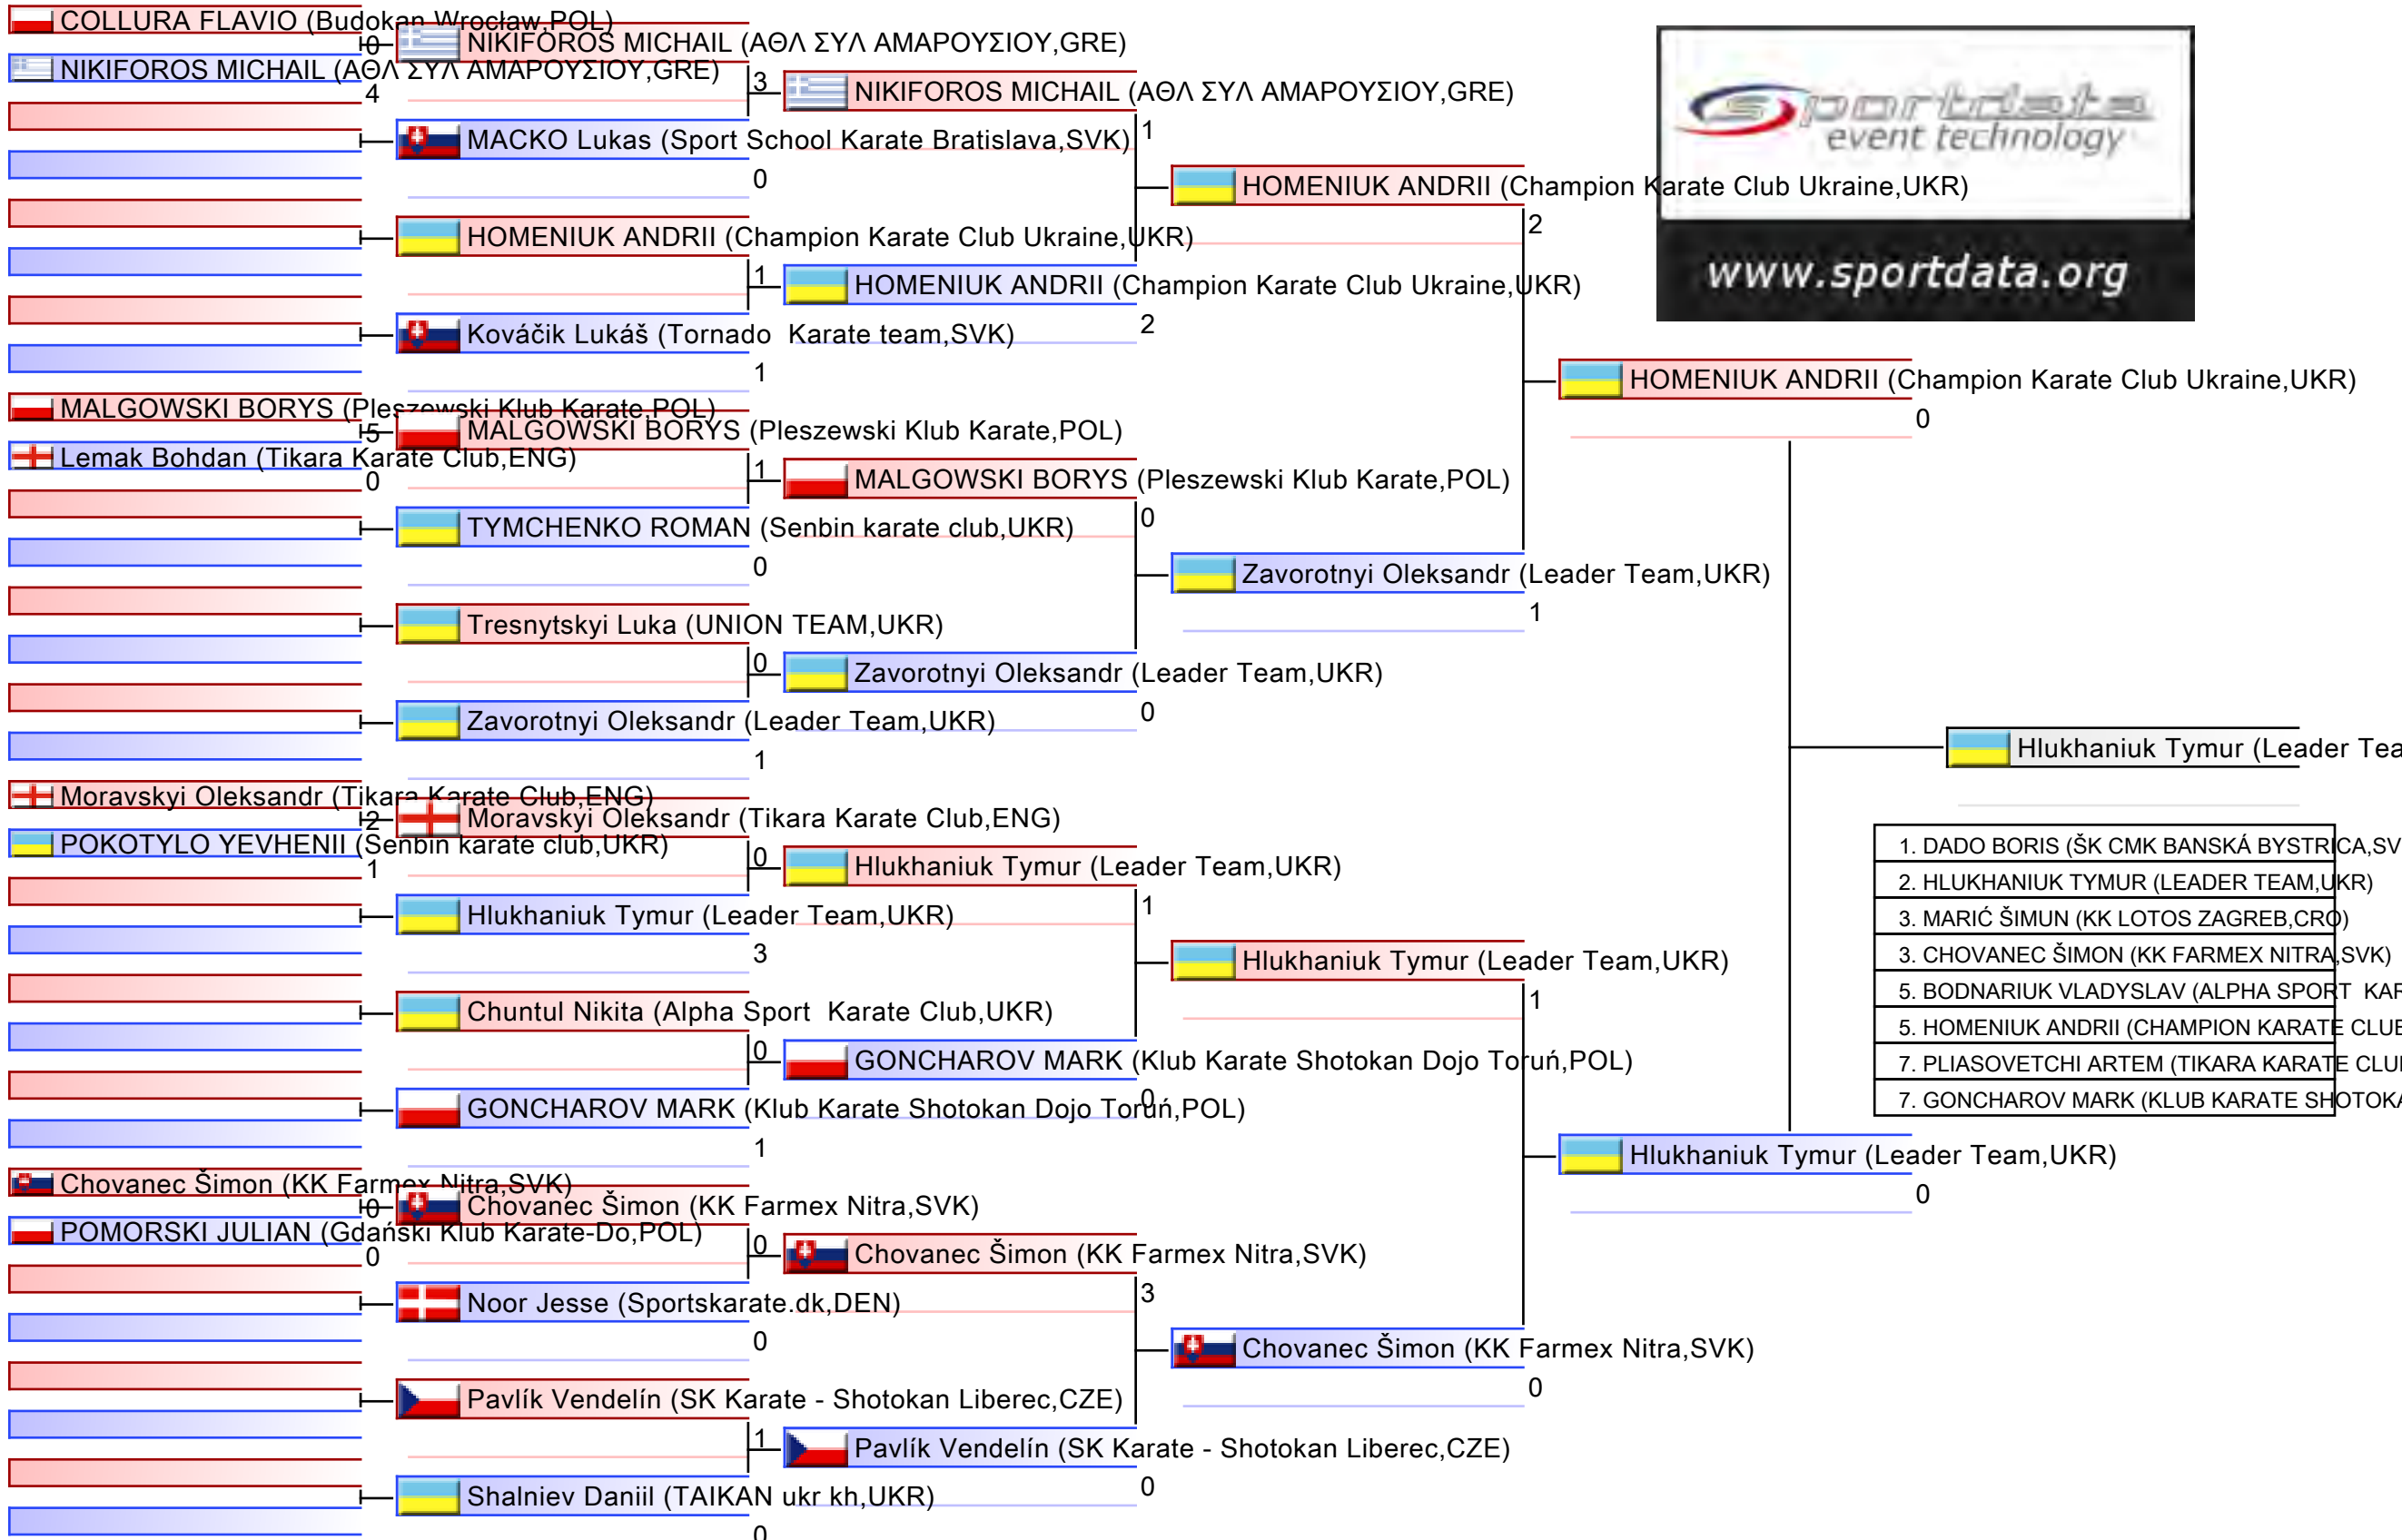 COLLURA FLAVIO (Budokan Wrocław,POL)
0
NIKIFOROS MICHAIL (ΑΘΛ ΣΥΛ ΑΜΑΡΟΥΣΙΟΥ,GRE)
4
MALGOWSKI BORYS (Pleszewski Klub Karate,POL)
5
Lemak Bohdan (Tikara Karate Club,ENG)
0
Moravskyi Oleksandr (Tikara Karate Club,ENG)
2
POKOTYLO YEVHENII (Senbin karate club,UKR)
1
Chovanec Šimon (KK Farmex Nitra,SVK)
0
POMORSKI JULIAN (Gdański Klub Karate-Do,POL)
0
NIKIFOROS MICHAIL (ΑΘΛ ΣΥΛ ΑΜΑΡΟΥΣΙΟΥ,GRE)
3
MACKO Lukas (Sport School Karate Bratislava,SVK)
0
HOMENIUK ANDRII (Champion Karate Club Ukraine,UKR)
1
Kováčik Lukáš (Tornado  Karate team,SVK)
1
MALGOWSKI BORYS (Pleszewski Klub Karate,POL)
1
TYMCHENKO ROMAN (Senbin karate club,UKR)
0
Tresnytskyi Luka (UNION TEAM,UKR)
0
Zavorotnyi Oleksandr (Leader Team,UKR)
1
Moravskyi Oleksandr (Tikara Karate Club,ENG)
0
Hlukhaniuk Tymur (Leader Team,UKR)
3
Chuntul Nikita (Alpha Sport  Karate Club,UKR)
0
GONCHAROV MARK (Klub Karate Shotokan Dojo Toruń,POL)
1
Chovanec Šimon (KK Farmex Nitra,SVK)
0
Noor Jesse (Sportskarate.dk,DEN)
0
Pavlík Vendelín (SK Karate - Shotokan Liberec,CZE)
1
Shalniev Daniil (TAIKAN ukr kh,UKR)
0
NIKIFOROS MICHAIL (ΑΘΛ ΣΥΛ ΑΜΑΡΟΥΣΙΟΥ,GRE)
1
HOMENIUK ANDRII (Champion Karate Club Ukraine,UKR)
2
MALGOWSKI BORYS (Pleszewski Klub Karate,POL)
0
Zavorotnyi Oleksandr (Leader Team,UKR)
0
Hlukhaniuk Tymur (Leader Team,UKR)
1
GONCHAROV MARK (Klub Karate Shotokan Dojo Toruń,POL)
0
Chovanec Šimon (KK Farmex Nitra,SVK)
3
Pavlík Vendelín (SK Karate - Shotokan Liberec,CZE)
0
HOMENIUK ANDRII (Champion Karate Club Ukraine,UKR)
2
Zavorotnyi Oleksandr (Leader Team,UKR)
1
Hlukhaniuk Tymur (Leader Team,UKR)
1
Chovanec Šimon (KK Farmex Nitra,SVK)
0
HOMENIUK ANDRII (Champion Karate Club Ukraine,UKR)
0
Hlukhaniuk Tymur (Leader Team,UKR)
0
sportdata
event technology
www.sportdata.org
Hlukhaniuk Tymur (Leader Tea
1. DADO BORIS (ŠK CMK BANSKÁ BYSTRICA,SV
2. HLUKHANIUK TYMUR (LEADER TEAM,UKR)
3. MARIĆ ŠIMUN (KK LOTOS ZAGREB,CRO)
3. CHOVANEC ŠIMON (KK FARMEX NITRA,SVK)
5. BODNARIUK VLADYSLAV (ALPHA SPORT  KAR
5. HOMENIUK ANDRII (CHAMPION KARATE CLUB
7. PLIASOVETCHI ARTEM (TIKARA KARATE CLUB
7. GONCHAROV MARK (KLUB KARATE SHOTOKA